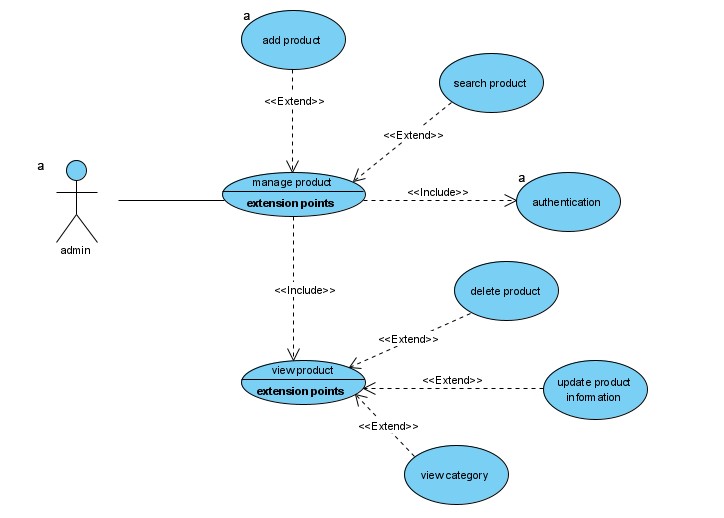 a
add product
<<Extend>>
search product
<<Extend>>
a
admin
manage product
extension points
<<Include>>
a
authentication
<<Include>>
delete product
<<Extend>>
view product
extension points
<<Extend>>
update product
information
<<Extend>>
view category